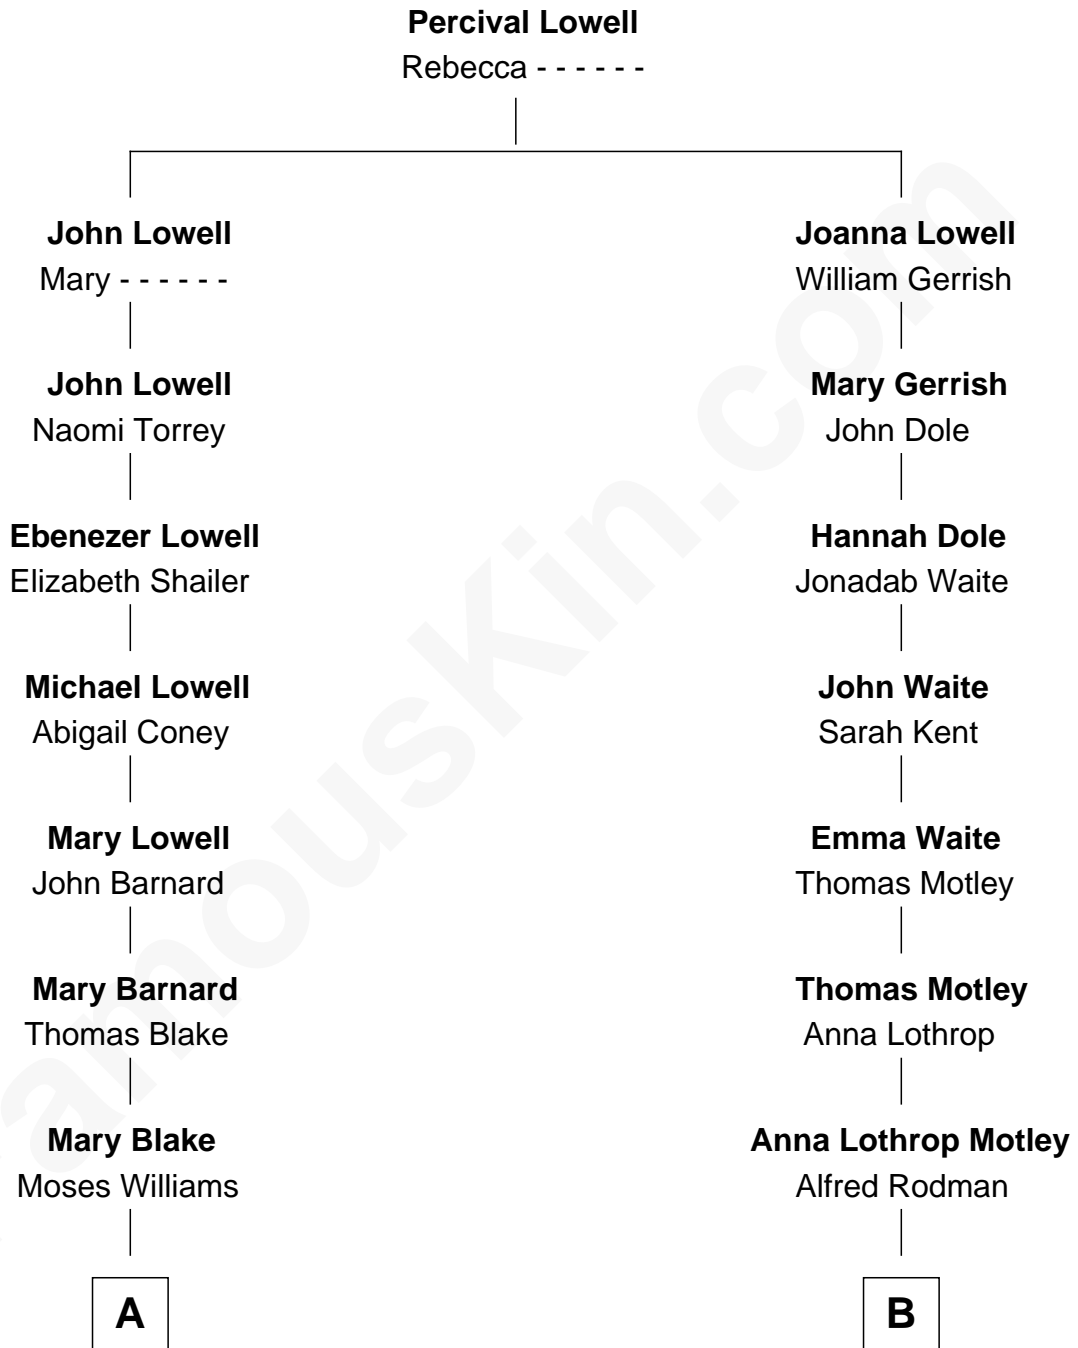 Percival Lowell
Rebecca - - - - - -
John Lowell
Mary - - - - - -
Joanna Lowell
William Gerrish
John Lowell
Naomi Torrey
Mary Gerrish
John Dole
Ebenezer Lowell
Elizabeth Shailer
Hannah Dole
Jonadab Waite
Michael Lowell
Abigail Coney
John Waite
Sarah Kent
Mary Lowell
John Barnard
Emma Waite
Thomas Motley
Mary Barnard
Thomas Blake
Thomas Motley
Anna Lothrop
Mary Blake
Moses Williams
Anna Lothrop Motley
Alfred Rodman
A
B
amousKin.com